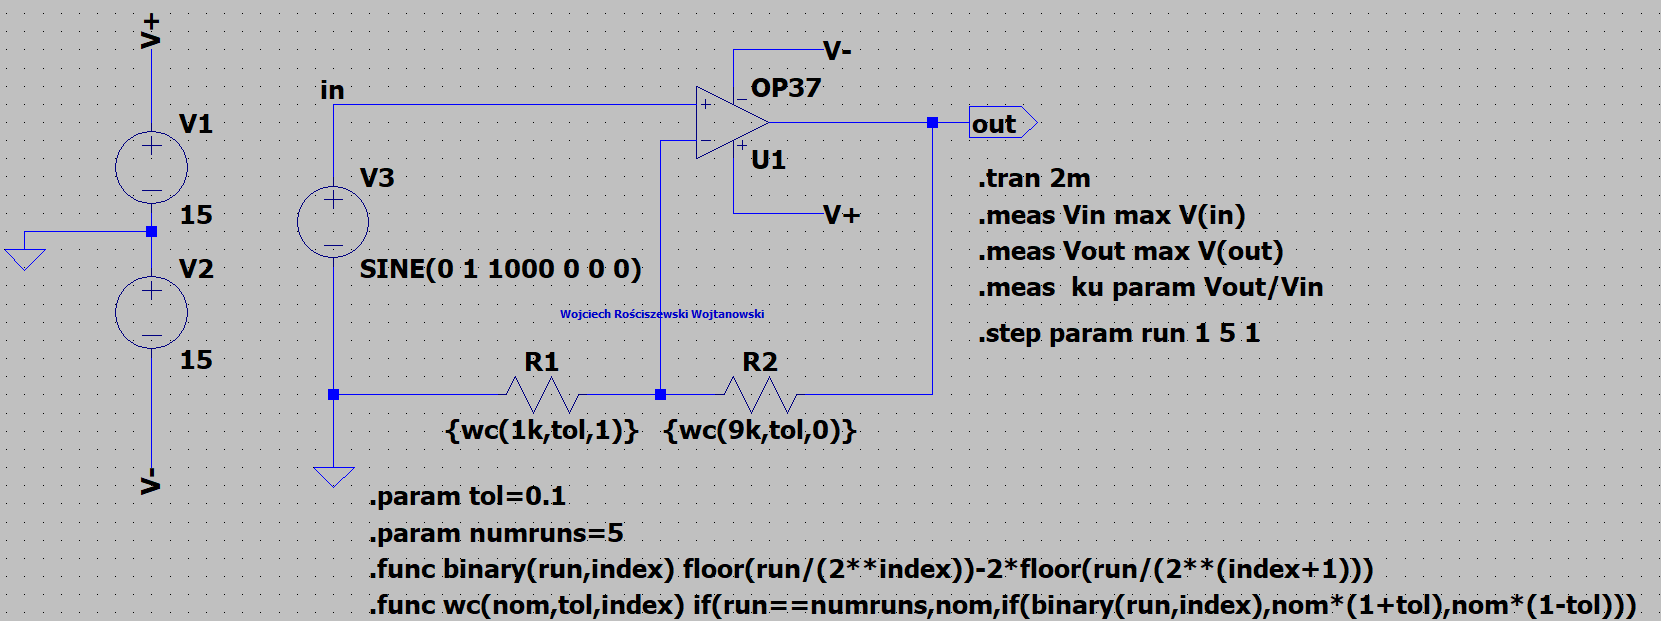 V+
V1
15
V2
15
V-
in
V3
SINE(0 1 1000 0 0 0)
V-
OP37
U1
V+
out
.tran 2m
.meas Vin max V(in)
.meas Vout max V(out)
.meas  ku param Vout/Vin
.step param run 1 5 1
Wojciech Rościszewski Wojtanowski
R1
{wc(1k,tol,1)}
R2
{wc(9k,tol,0)}
.param tol=0.1
.param numruns=5
.func binary(run,index) floor(run/(2**index))-2*floor(run/(2**(index+1)))
.func wc(nom,tol,index) if(run==numruns,nom,if(binary(run,index),nom*(1+tol),nom*(1-tol)))